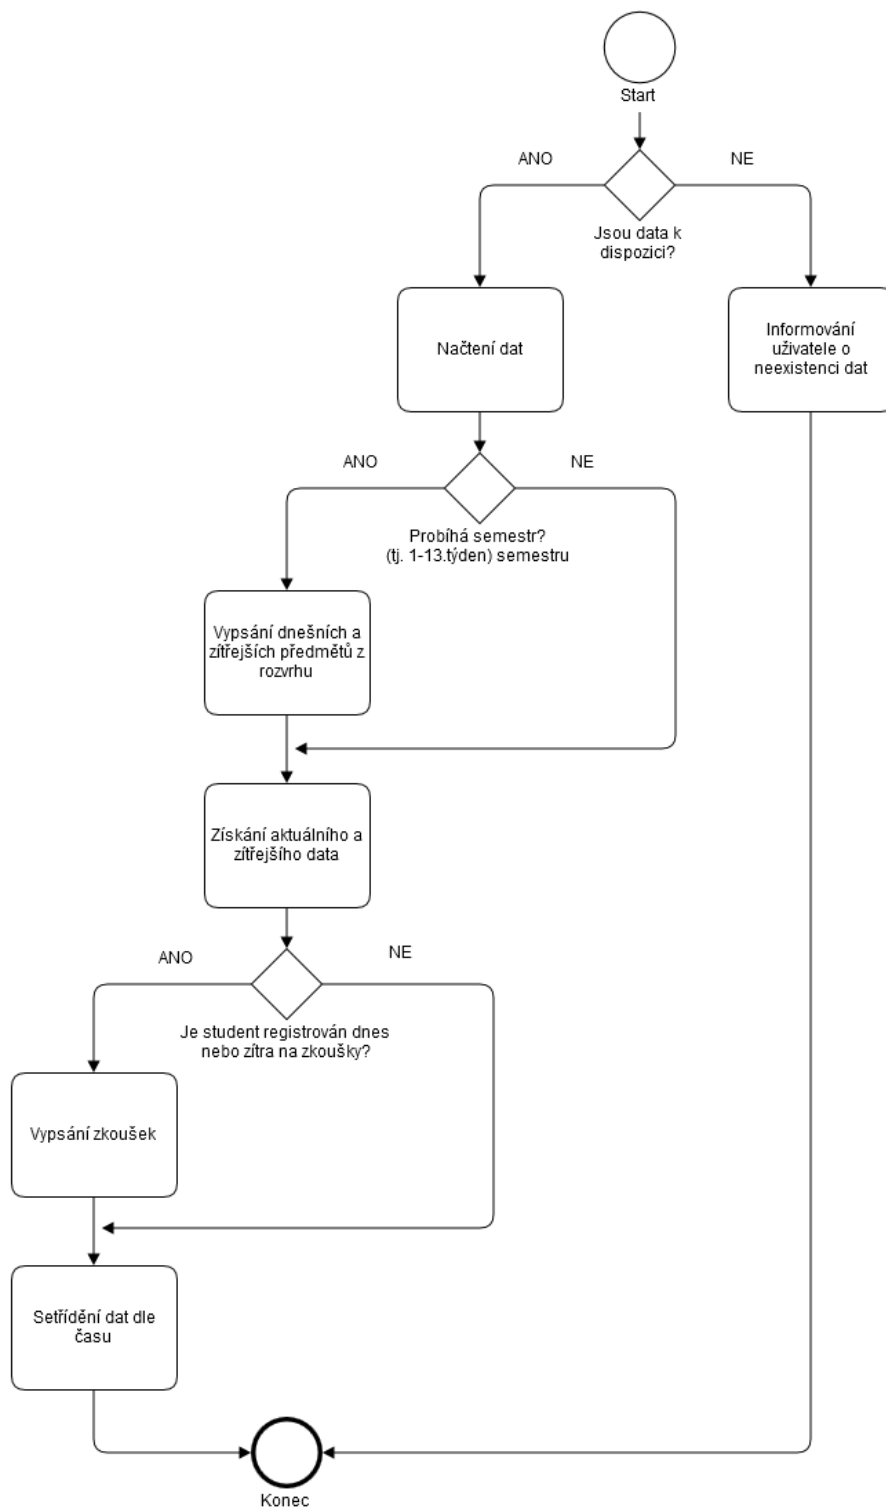 Start
ANO
NE
Jsou data k
dispozici?
Načtení dat
Informování
uživatele o
neexistenci dat
ANO
NE
Probíhá semestr?
(tj. 1-13.týden) semestru
Vypsání dnešních a
zítřejších předmětů z
rozvrhu
Získání aktuálního a
zítřejšího data
ANO
NE
Je student registrován dnes
nebo zítra na zkoušky?
Vypsání zkoušek
Setřídění dat dle
času
Konec